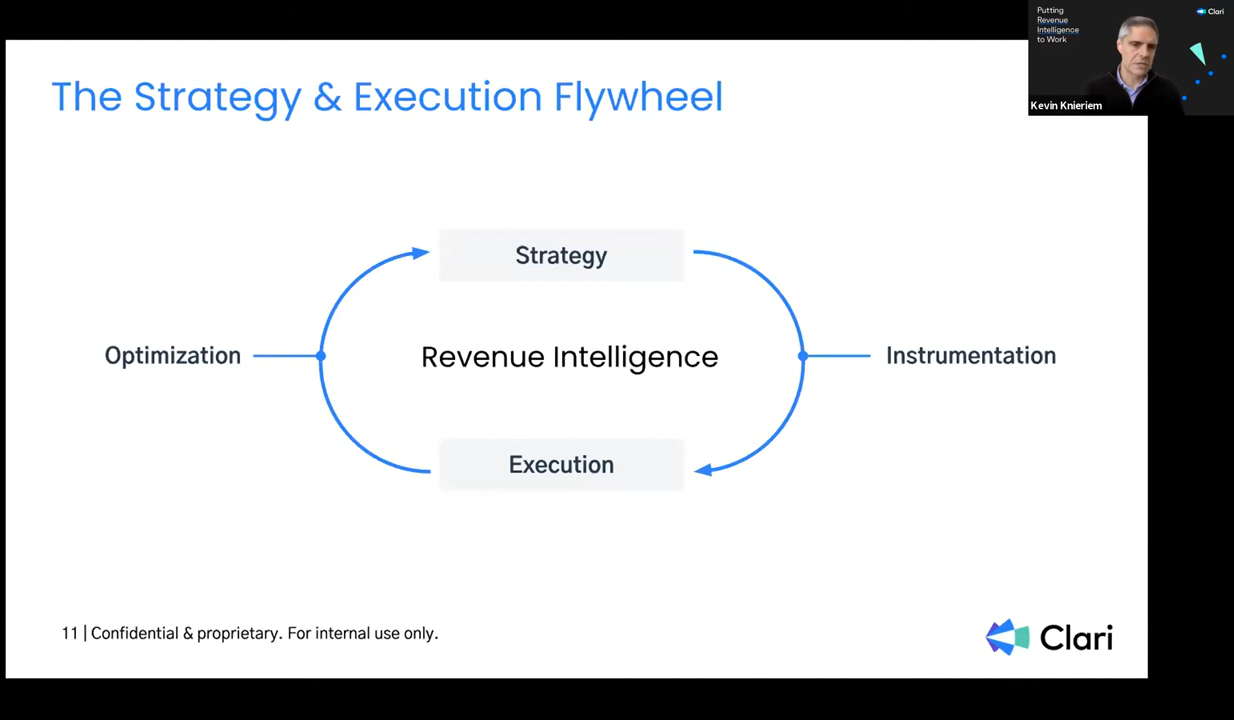 The Strategy & Execution Flywheel
Putting
Revenue
Intelligence
to Work
Clari
Kevin Knieriem
Strategy
Optimization
Revenue Intelligence
Instrumentation
Execution
11 | Confidential & proprietary. For internal use only.
Clari